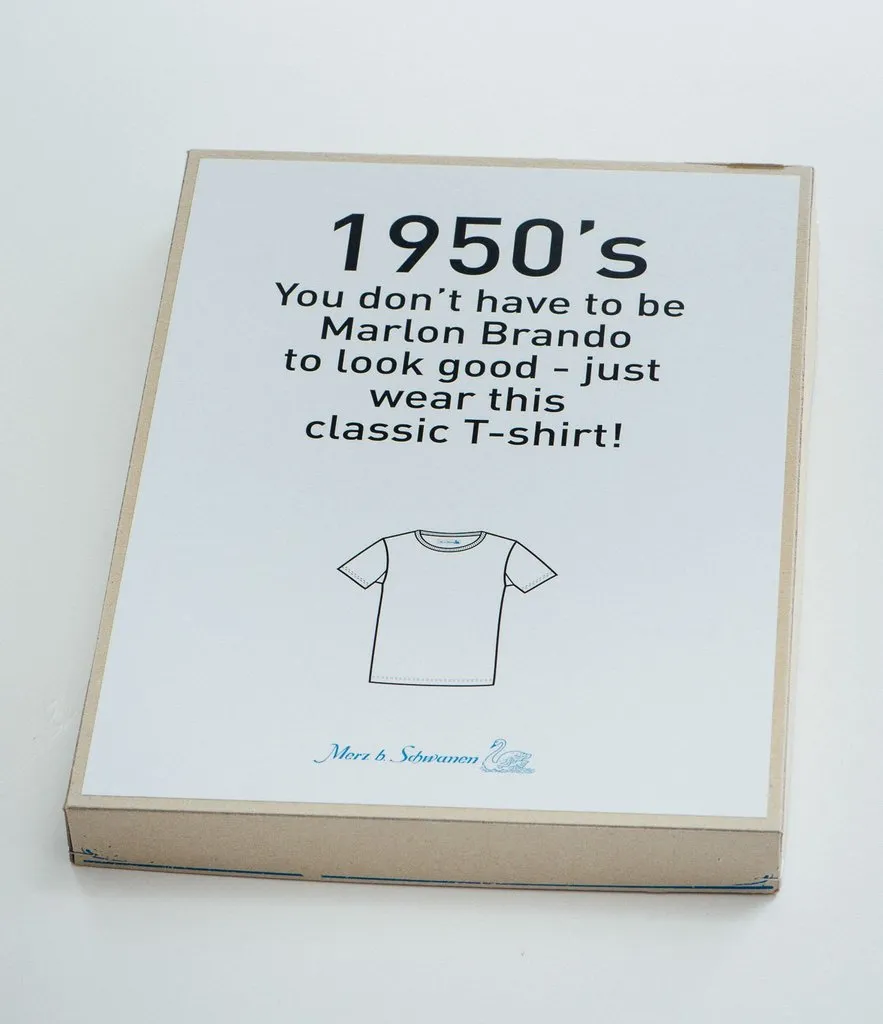 1950's
You don't have to be
Marlon Brando
to look good - just
wear this
classic T-shirt!
Merz b. Schwanen